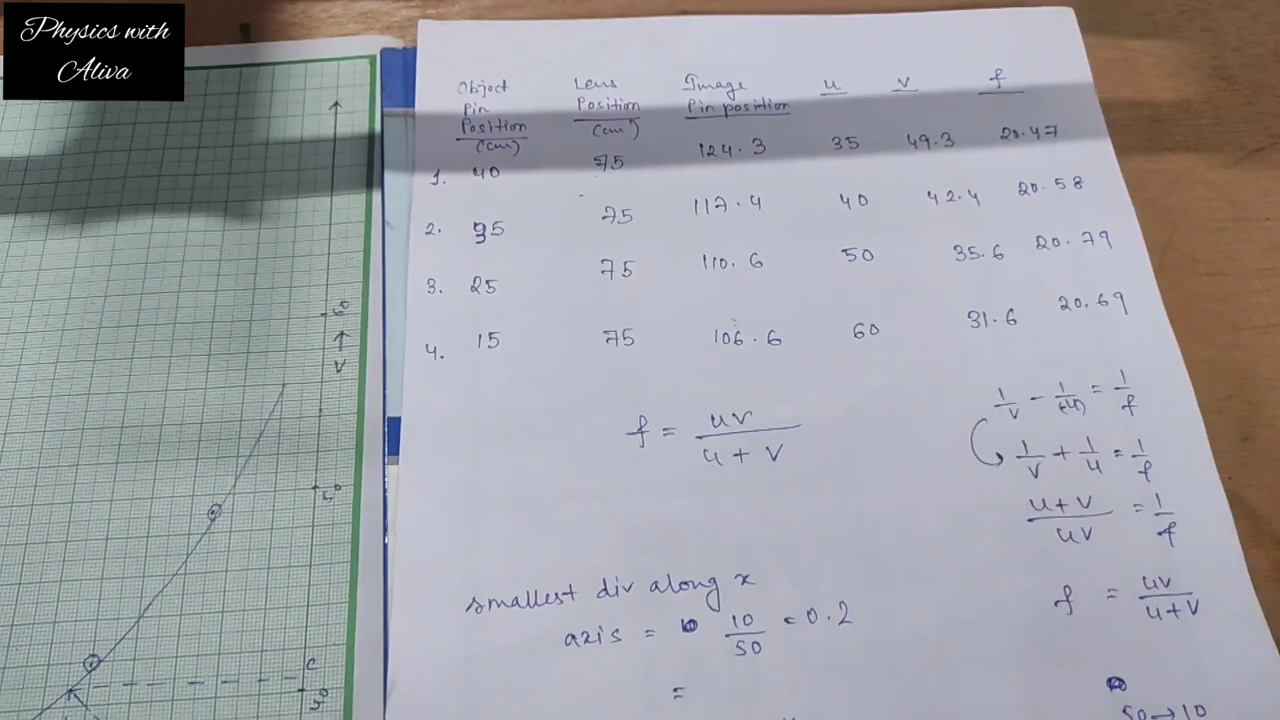 Physics with
Aliva
Object Pin Position (cm) Lens Position (cm) Image Pin position u v f
1. 40 75 124.3 35 49.3 20.47
2. 35 75 117.4 40 42.4 20.58
3. 25 75 110.6 50 35.6 20.79
4. 15 75 106.6 60 31.6 20.69
f = uv / u + v
1/v - 1/(-u) = 1/f
1/v + 1/u = 1/f
u+v / uv = 1/f
f = uv / u+v
smallest div along x
axis = 10/50 = 0.2
=
50→10
↑
v
c